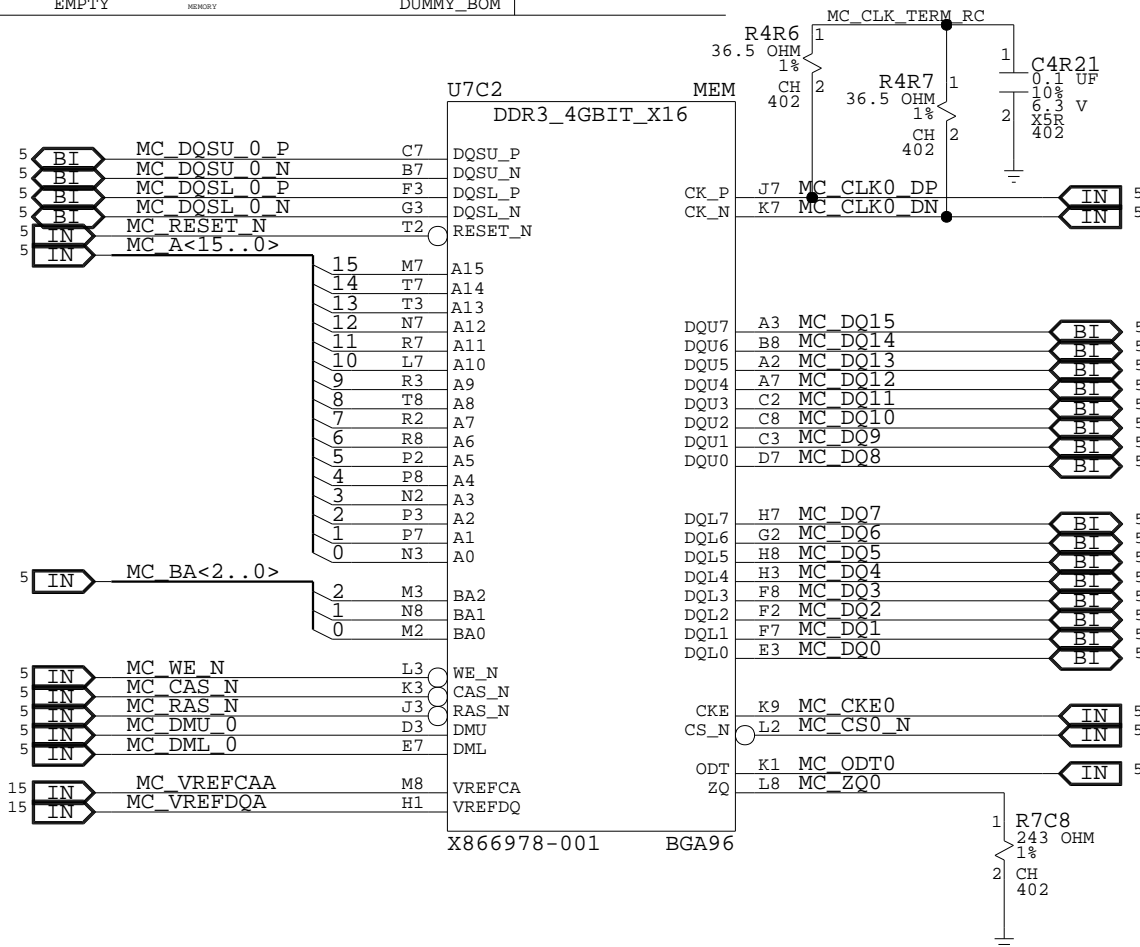 EMPTY MEMORY DUMMY_BOM
MC_CLK_TERM_RC
R4R6 1
36.5 OHM
1%
CH 2
402
R4R7 1
36.5 OHM
1%
CH 2
402
1 C4R21
0.1 UF
10%
6.3 V
2 X5R
402
U7C2 MEM
DDR3_4GBIT_X16
5 BI MC_DQSU_0_P C7 DQSU_P
5 BI MC_DQSU_0_N B7 DQSU_N
5 BI MC_DQSL_0_P F3 DQSL_P
5 BI MC_DQSL_0_N G3 DQSL_N
5 IN MC_RESET_N T2 RESET_N
5 IN MC_A<15..0>
15 M7 A15
14 T7 A14
13 T3 A13
12 N7 A12
11 R7 A11
10 L7 A10
9 R3 A9
8 T8 A8
7 R2 A7
6 R8 A6
5 P2 A5
4 P8 A4
3 N2 A3
2 P3 A2
1 P7 A1
0 N3 A0
5 IN MC_BA<2..0>
2 M3 BA2
1 N8 BA1
0 M2 BA0
5 IN MC_WE_N L3 WE_N
5 IN MC_CAS_N K3 CAS_N
5 IN MC_RAS_N J3 RAS_N
5 IN MC_DMU_0 D3 DMU
5 IN MC_DML_0 E7 DML
15 IN MC_VREFCAA M8 VREFCA
15 IN MC_VREFDQA H1 VREFDQ
CK_P J7 MC_CLK0_DP IN 5
CK_N K7 MC_CLK0_DN IN 5
DQU7 A3 MC_DQ15 BI 5
DQU6 B8 MC_DQ14 BI 5
DQU5 A2 MC_DQ13 BI 5
DQU4 A7 MC_DQ12 BI 5
DQU3 C2 MC_DQ11 BI 5
DQU2 C8 MC_DQ10 BI 5
DQU1 C3 MC_DQ9 BI 5
DQU0 D7 MC_DQ8 BI 5
DQL7 H7 MC_DQ7 BI 5
DQL6 G2 MC_DQ6 BI 5
DQL5 H8 MC_DQ5 BI 5
DQL4 H3 MC_DQ4 BI 5
DQL3 F8 MC_DQ3 BI 5
DQL2 F2 MC_DQ2 BI 5
DQL1 F7 MC_DQ1 BI 5
DQL0 E3 MC_DQ0 BI 5
CKE K9 MC_CKE0 IN 5
CS_N L2 MC_CS0_N IN 5
ODT K1 MC_ODT0 IN 5
ZQ L8 MC_ZQ0
X866978-001 BGA96
1 R7C8
243 OHM
1%
2 CH
402